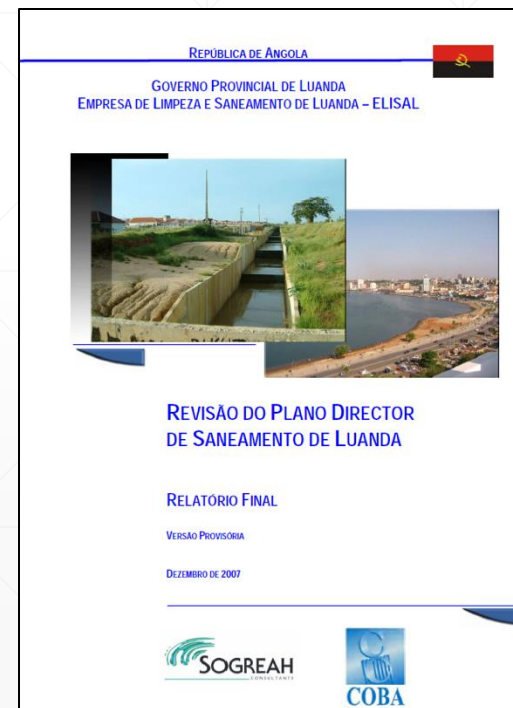 REPÚBLICA DE ANGOLA
GOVERNO PROVINCIAL DE LUANDA
EMPRESA DE LIMPEZA E SANEAMENTO DE LUANDA – ELISAL
REVISÃO DO PLANO DIRECTOR
DE SANEAMENTO DE LUANDA
RELATÓRIO FINAL
VERSÃO PROVISÓRIA
DEZEMBRO DE 2007
SOGREAH
CONSULTANTS
COBA